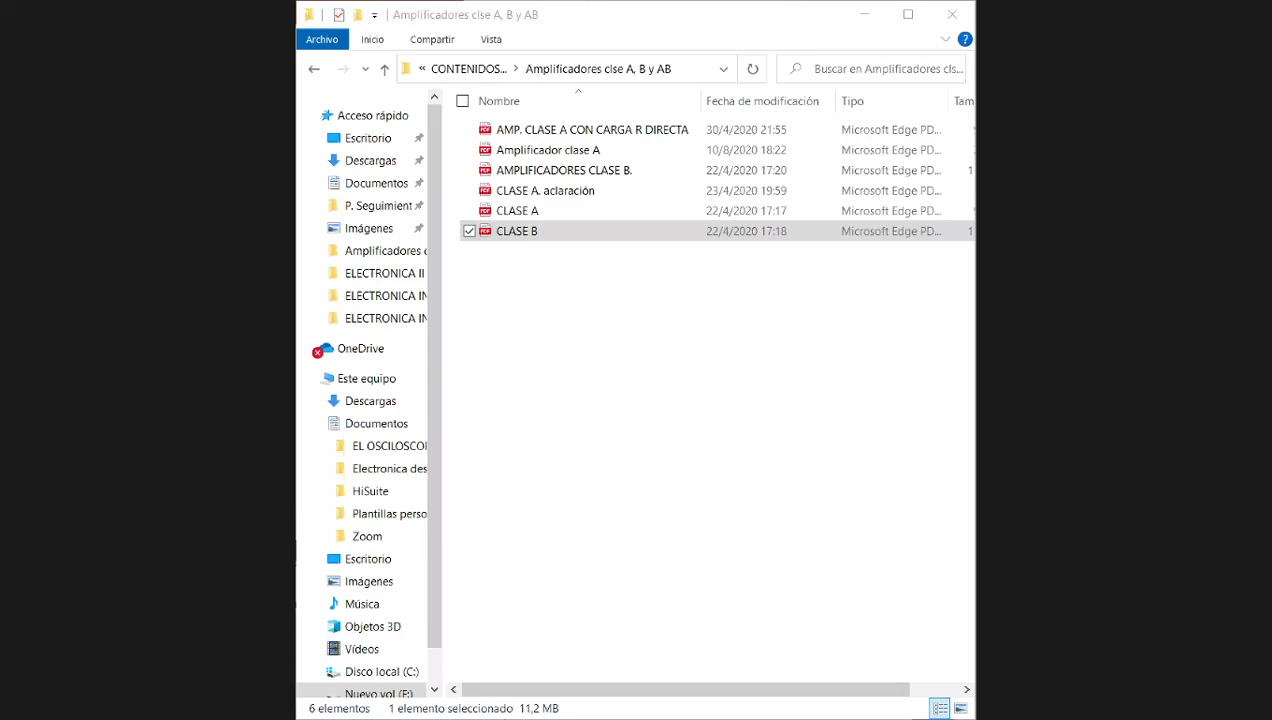 Amplificadores clse A, B y AB
Archivo Inicio Compartir Vista
« CONTENIDOS... > Amplificadores clse A, B y AB
Buscar en Amplificadores cls...
Nombre Fecha de modificación Tipo Tam
AMP. CLASE A CON CARGA R DIRECTA 30/4/2020 21:55 Microsoft Edge PD...
Amplificador clase A 10/8/2020 18:22 Microsoft Edge PD...
AMPLIFICADORES CLASE B. 22/4/2020 17:20 Microsoft Edge PD... 1
CLASE A. aclaración 23/4/2020 19:59 Microsoft Edge PD...
CLASE A 22/4/2020 17:17 Microsoft Edge PD...
CLASE B 22/4/2020 17:18 Microsoft Edge PD... 1
Acceso rápido
Escritorio
Descargas
Documentos
P. Seguimient
Imágenes
Amplificadores c
ELECTRONICA II
ELECTRONICA IN
ELECTRONICA IN
OneDrive
Este equipo
Descargas
Documentos
EL OSCILOSCOP
Electronica des
HiSuite
Plantillas perso
Zoom
Escritorio
Imágenes
Música
Objetos 3D
Vídeos
Disco local (C:)
Nuevo vol (F:)
6 elementos 1 elemento seleccionado 11,2 MB